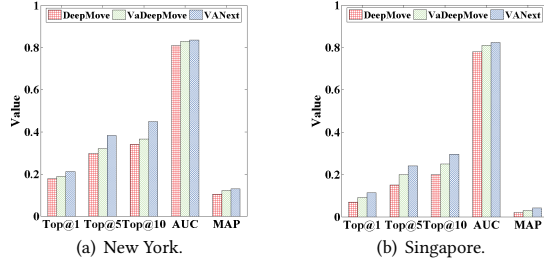 DeepMove VaDeepMove VANext
1
0.8
0.6
0.4
0.2
0
Value
Top@1 Top@5 Top@10 AUC MAP
(a) New York.
DeepMove VaDeepMove VANext
1
0.8
0.6
0.4
0.2
0
Value
Top@1 Top@5 Top@10 AUC MAP
(b) Singapore.